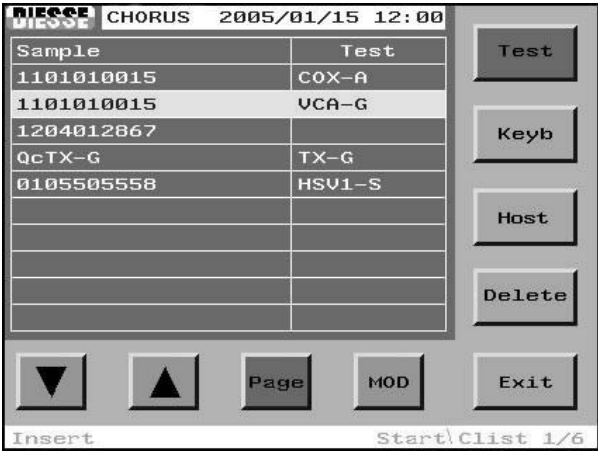 DIESSE CHORUS 2005/01/15 12:00
Sample Test
1101010015 COX-A
1101010015 VCA-G
1204012867
QcTX-G TX-G
0105505558 HSV1-S
Test
Keyb
Host
Delete
Page MOD Exit
Insert Start\Clist 1/6